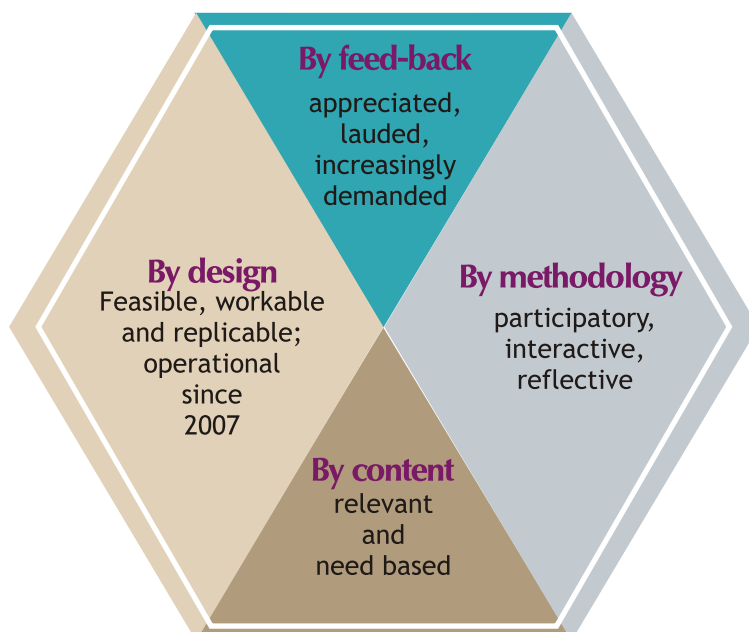 By feed-back
appreciated,
lauded,
increasingly
demanded
By design
Feasible, workable
and replicable;
operational
since
2007
By methodology
participatory,
interactive,
reflective
By content
relevant
and
need based